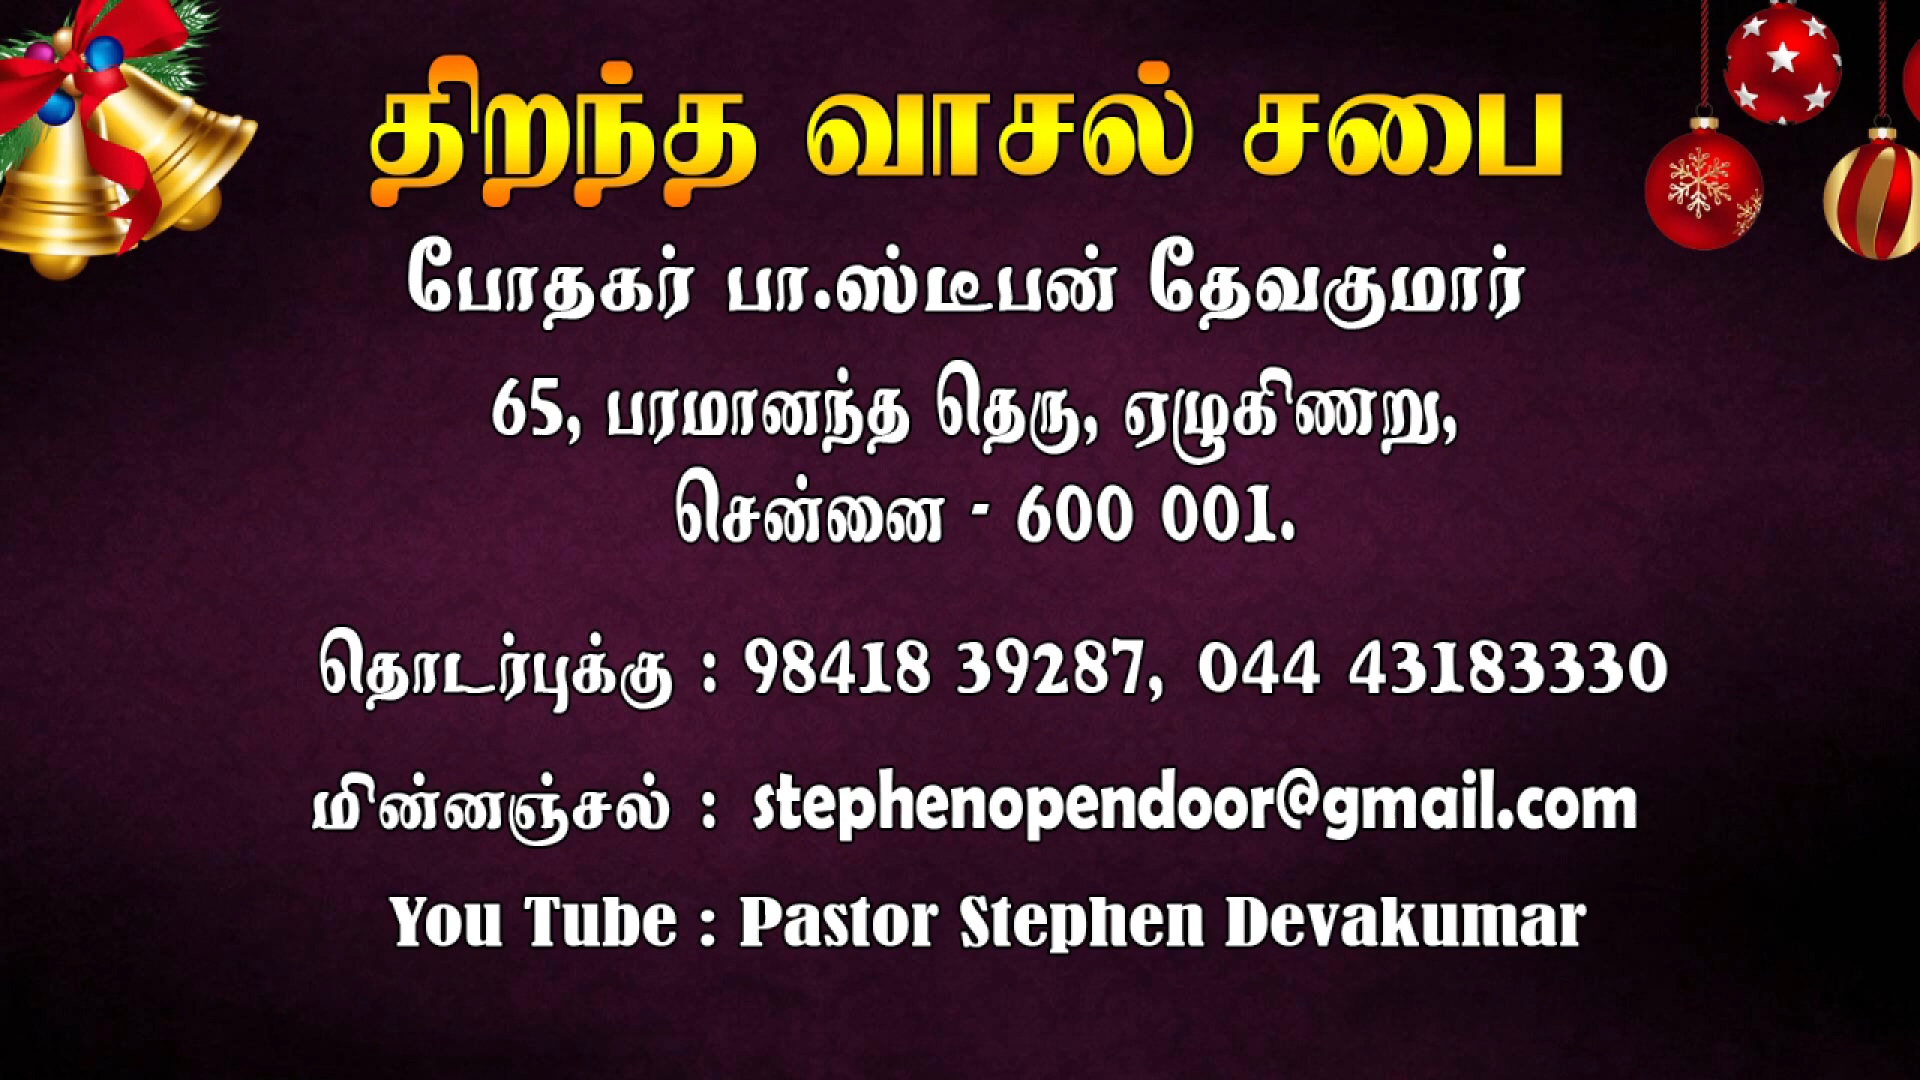 திறந்த வாசல் சபை
போதகர் பா.ஸ்டீபன் தேவகுமார்
65, பரமானந்த தெரு, ஏழுகிணறு,
சென்னை - 600 001.
தொடர்புக்கு : 98418 39287, 044 43183330
மின்னஞ்சல் : stephenopendoor@gmail.com
You Tube : Pastor Stephen Devakumar